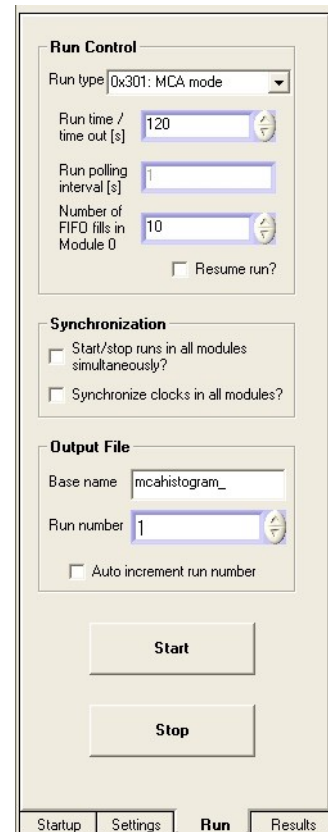 Run Control
Run type 0x301: MCA mode
Run time /
time out [s] 120
Run polling
interval [s] 1
Number of
FIFO fills in
Module 0 10
Resume run?
Synchronization
Start/stop runs in all modules
simultaneously?
Synchronize clocks in all modules?
Output File
Base name mcahistogram_
Run number 1
Auto increment run number
Start
Stop
Startup Settings Run Results